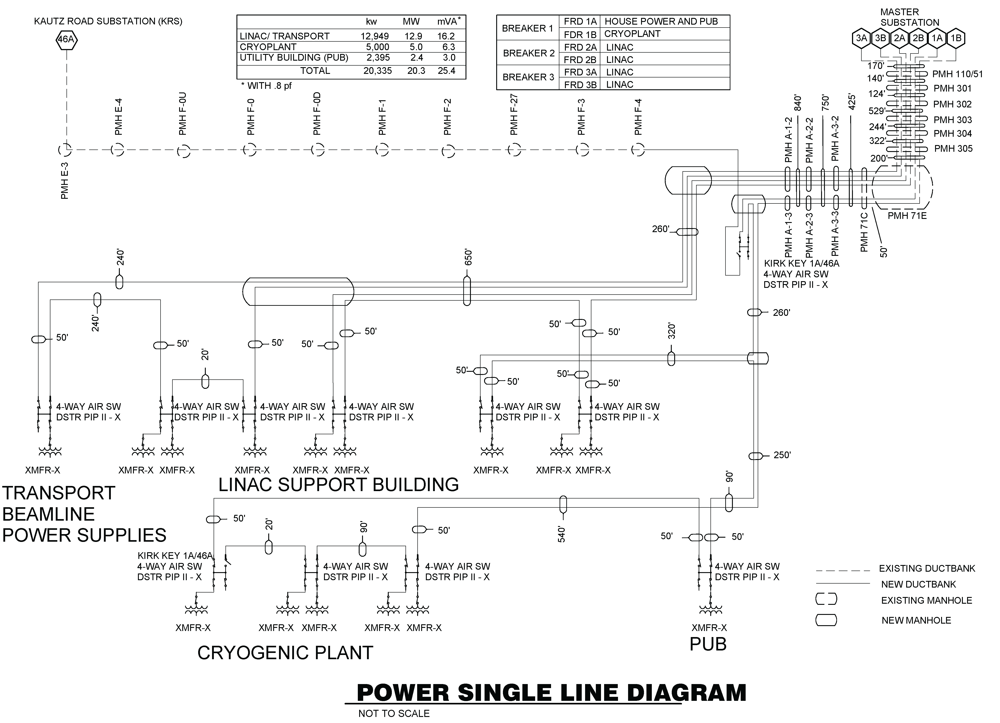 KAUTZ ROAD SUBSTATION (KRS)
46A
kw MW mVA*
LINAC/ TRANSPORT 12,949 12.9 16.2
CRYOPLANT 5,000 5.0 6.3
UTILITY BUILDING (PUB) 2,395 2.4 3.0
TOTAL 20,335 20.3 25.4
* WITH .8 pf
BREAKER 1
FRD 1A HOUSE POWER AND PUB
FDR 1B CRYOPLANT
BREAKER 2
FRD 2A LINAC
FRD 2B LINAC
BREAKER 3
FRD 3A LINAC
FRD 3B LINAC
MASTER
SUBSTATION
3A 3B 2A 2B 1A 1B
170'
PMH 110/51
140'
PMH 301
124'
PMH 302
529'
PMH 303
244'
PMH 304
322'
PMH 305
200'
PMH E-3
PMH E-4
PMH F-0U
PMH F-0
PMH F-0D
PMH F-1
PMH F-2
PMH F-27
PMH F-3
PMH F-4
PMH A-1-2
840'
PMH A-2-2
750'
PMH A-3-2
425'
PMH A-1-3
PMH A-2-3
PMH A-3-3
PMH 71C
50'
PMH 71E
KIRK KEY 1A/46A
4-WAY AIR SW
DSTR PIP II - X
260'
240'
650'
240'
260'
50'
50'
20'
50'
50'
50'
50'
50'
320'
50'
50'
50'
50'
4-WAY AIR SW
DSTR PIP II - X
4-WAY AIR SW
DSTR PIP II - X
4-WAY AIR SW
DSTR PIP II - X
4-WAY AIR SW
DSTR PIP II - X
4-WAY AIR SW
DSTR PIP II - X
4-WAY AIR SW
DSTR PIP II - X
250'
XMFR-X
XMFR-X XMFR-X
XMFR-X
XMFR-X XMFR-X
XMFR-X
XMFR-X XMFR-X
TRANSPORT
BEAMLINE
POWER SUPPLIES
LINAC SUPPORT BUILDING
90'
50'
20'
90'
50'
540'
50'
50'
KIRK KEY 1A/46A
4-WAY AIR SW
DSTR PIP II - X
4-WAY AIR SW
DSTR PIP II - X
4-WAY AIR SW
DSTR PIP II - X
4-WAY AIR SW
DSTR PIP II - X
XMFR-X
XMFR-X XMFR-X
XMFR-X XMFR-X
XMFR-X
CRYOGENIC PLANT
PUB
EXISTING DUCTBANK
NEW DUCTBANK
EXISTING MANHOLE
NEW MANHOLE
POWER SINGLE LINE DIAGRAM
NOT TO SCALE